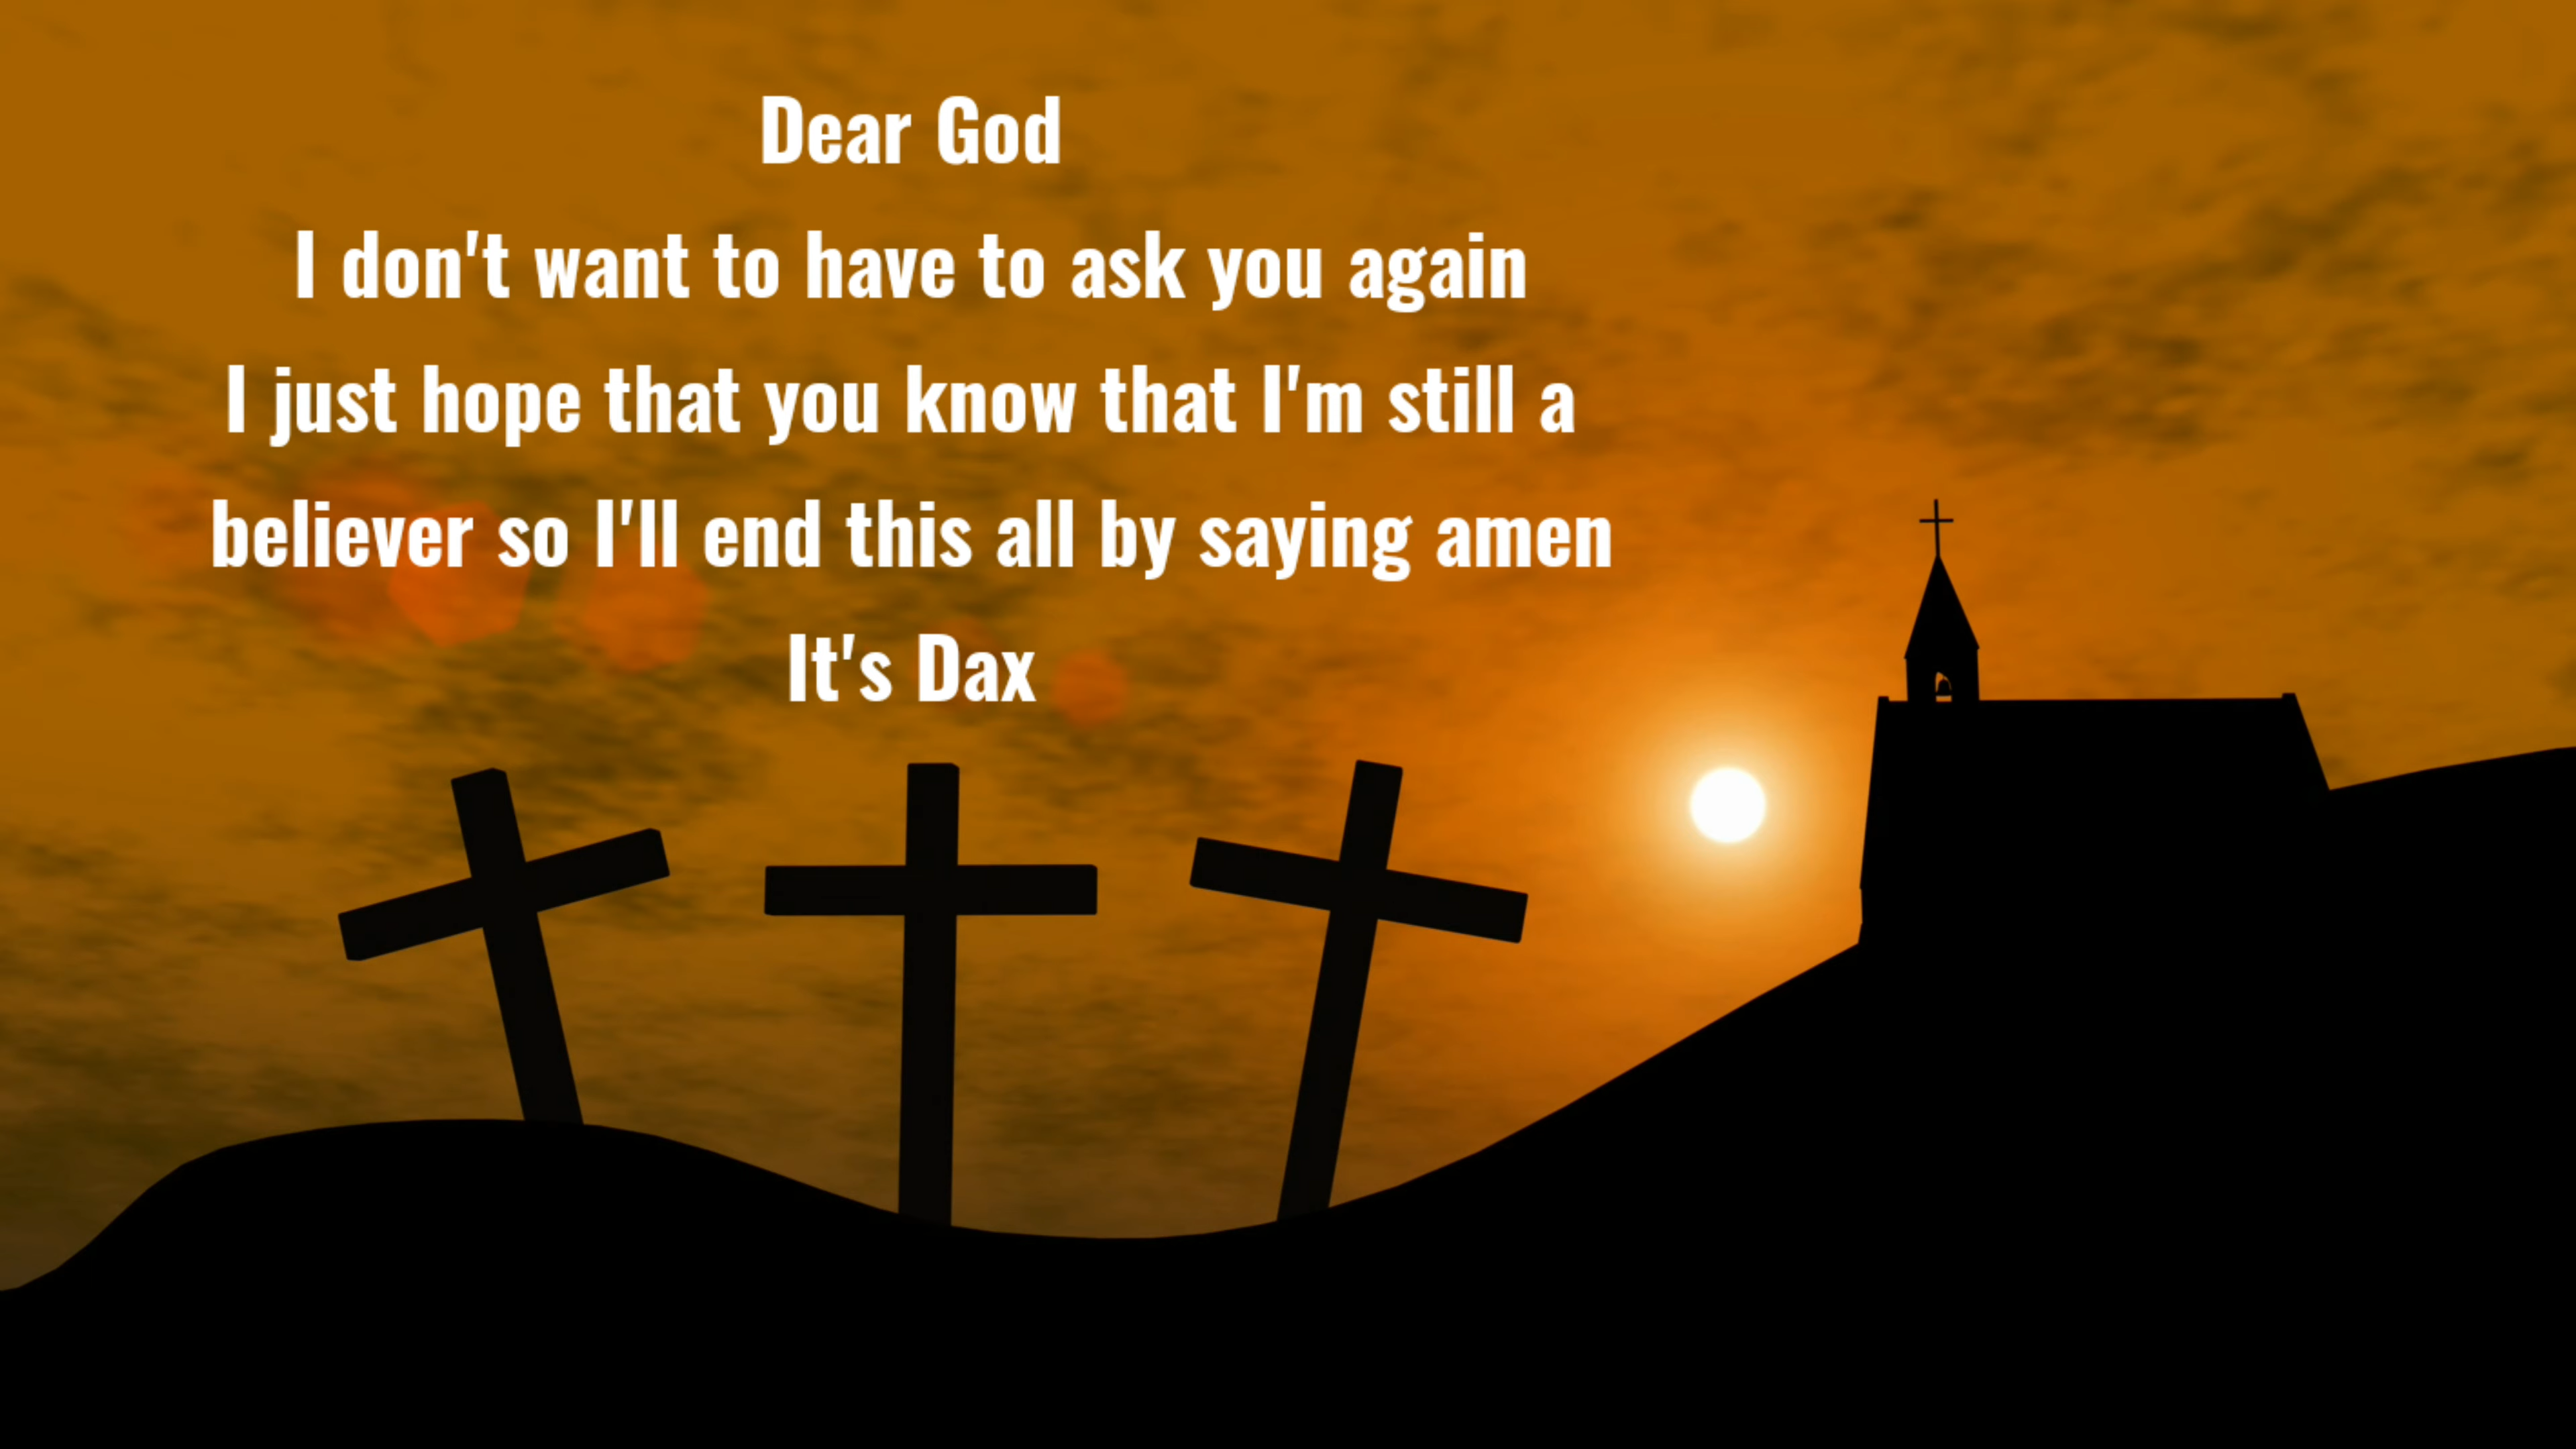 Dear God
I don't want to have to ask you again
I just hope that you know that I'm still a
believer so I'll end this all by saying amen
It's Dax